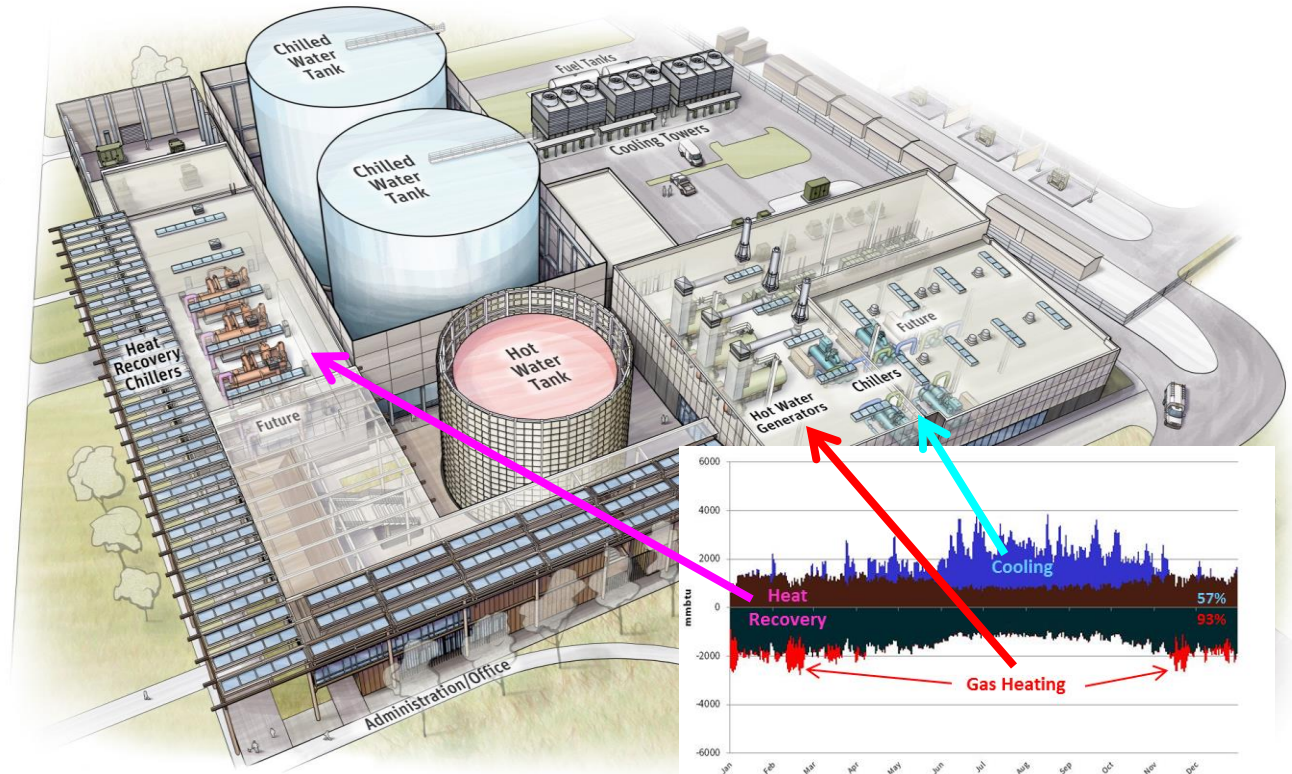 Chilled
Water
Tank
Fuel Tanks
Chilled
Water
Tank
Cooling Towers
Heat
Recovery
Chillers
Future
Hot
Water
Tank
Future
Chillers
Hot Water
Generators
Administration/Office
6000
4000
2000
0
-2000
-4000
-6000
mmbtu
Cooling
Heat
Recovery
57%
93%
Gas Heating
Jan
Feb
Mar
Apr
May
Jun
Jul
Aug
Sep
Oct
Nov
Dec